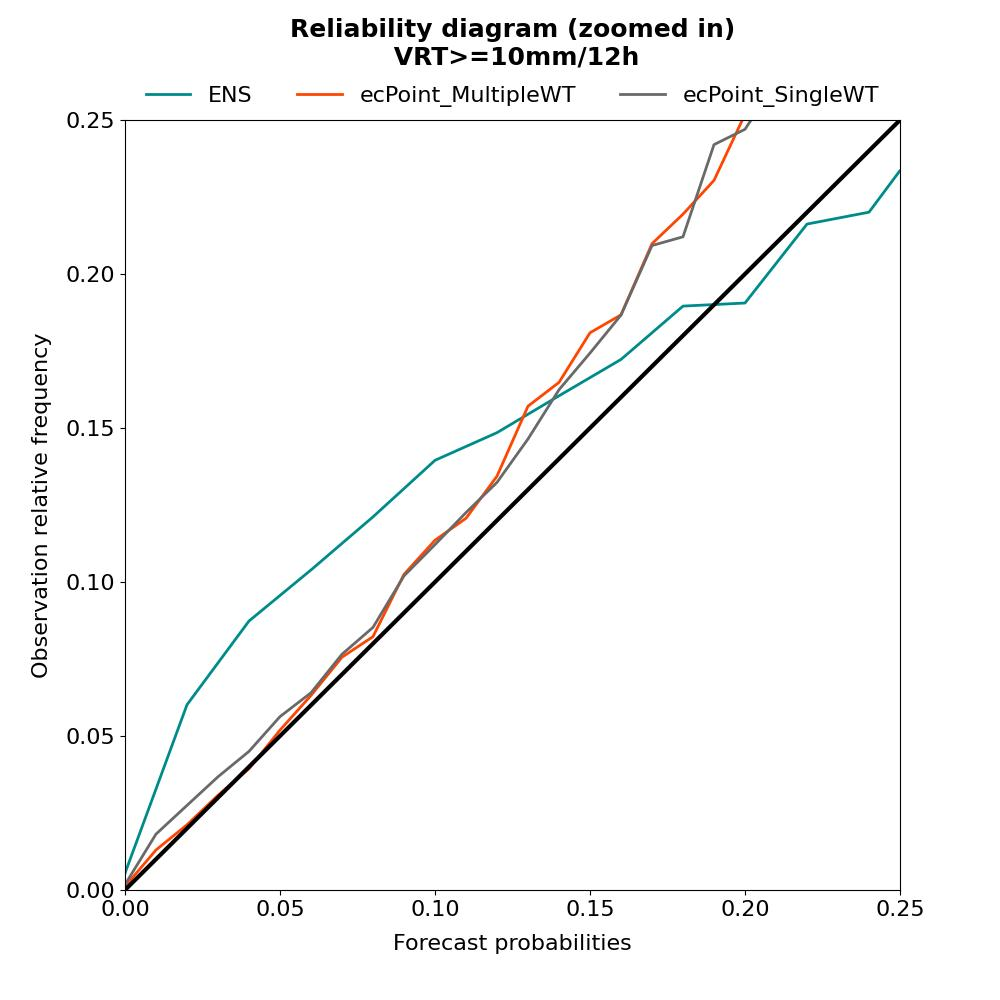 Reliability diagram (zoomed in)
VRT>=10mm/12h
ENS ecPoint_MultipleWT ecPoint_SingleWT
0.25
0.20
0.15
0.10
0.05
0.00
Observation relative frequency
0.00 0.05 0.10 0.15 0.20 0.25
Forecast probabilities